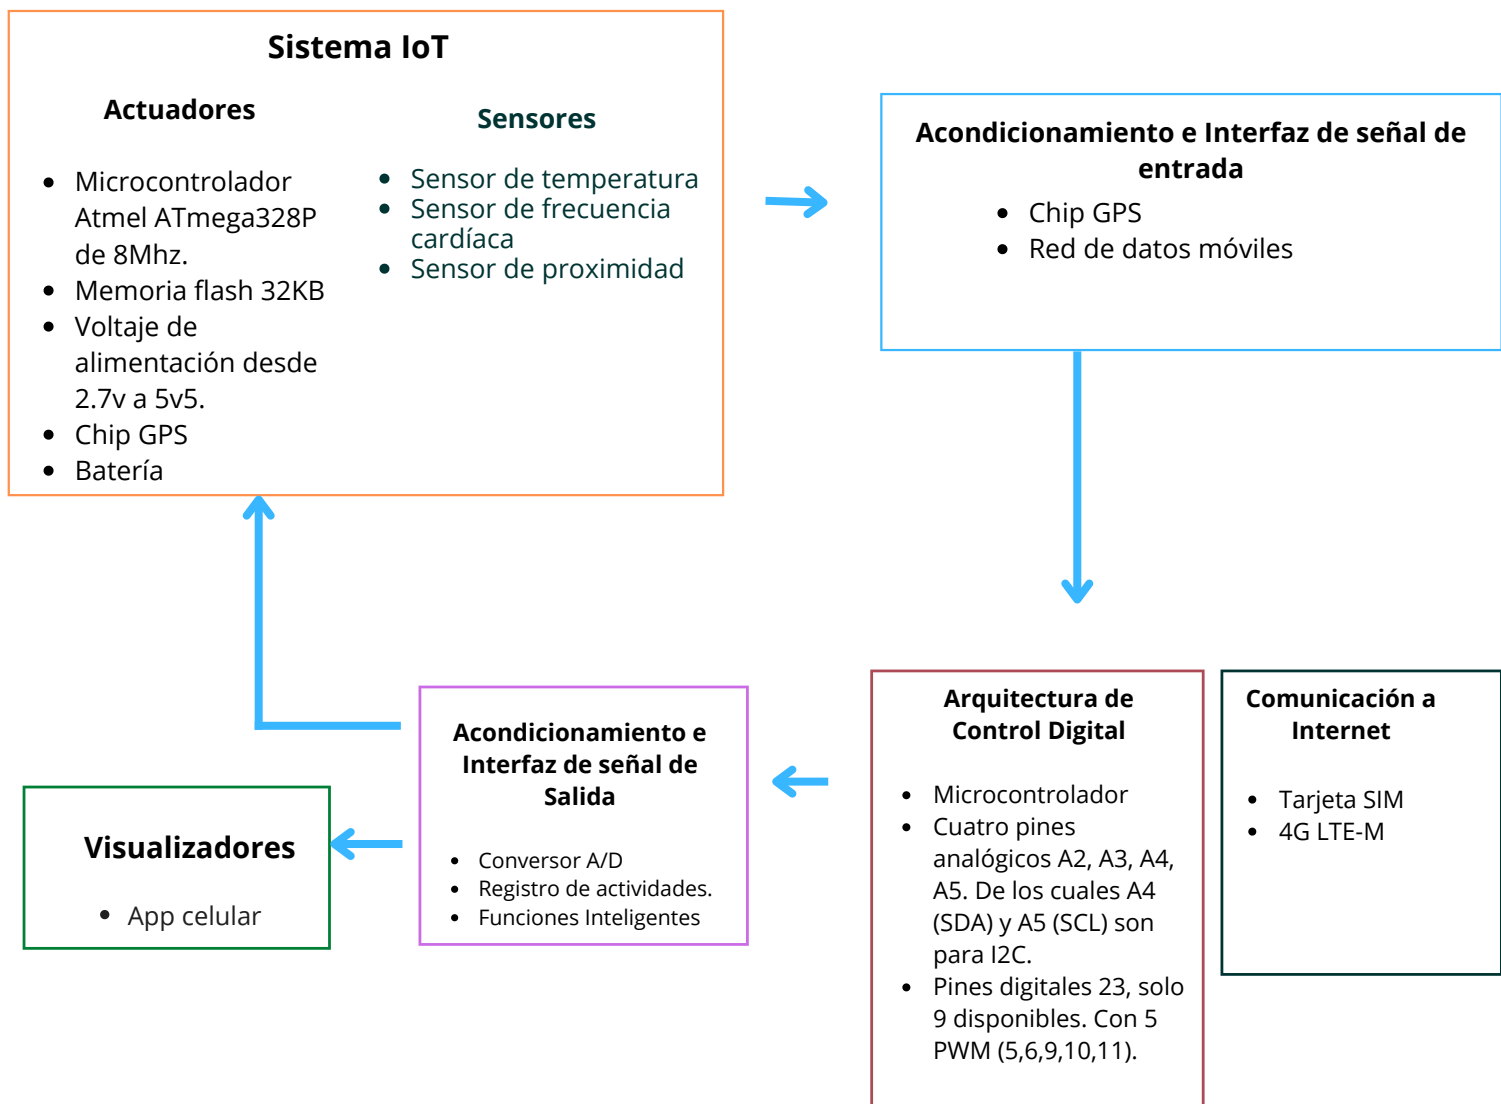 Sistema IoT
Actuadores
• Microcontrolador
Atmel ATmega328P
de 8Mhz.
• Memoria flash 32KB
• Voltaje de
alimentación desde
2.7v a 5v5.
• Chip GPS
• Batería
Sensores
• Sensor de temperatura
• Sensor de frecuencia
cardíaca
• Sensor de proximidad
Acondicionamiento e Interfaz de señal de
entrada
• Chip GPS
• Red de datos móviles
Arquitectura de
Control Digital
• Microcontrolador
• Cuatro pines
analógicos A2, A3, A4,
A5. De los cuales A4
(SDA) y A5 (SCL) son
para I2C.
• Pines digitales 23, solo
9 disponibles. Con 5
PWM (5,6,9,10,11).
Comunicación a
Internet
• Tarjeta SIM
• 4G LTE-M
Acondicionamiento e
Interfaz de señal de
Salida
• Conversor A/D
• Registro de actividades.
• Funciones Inteligentes
Visualizadores
• App celular